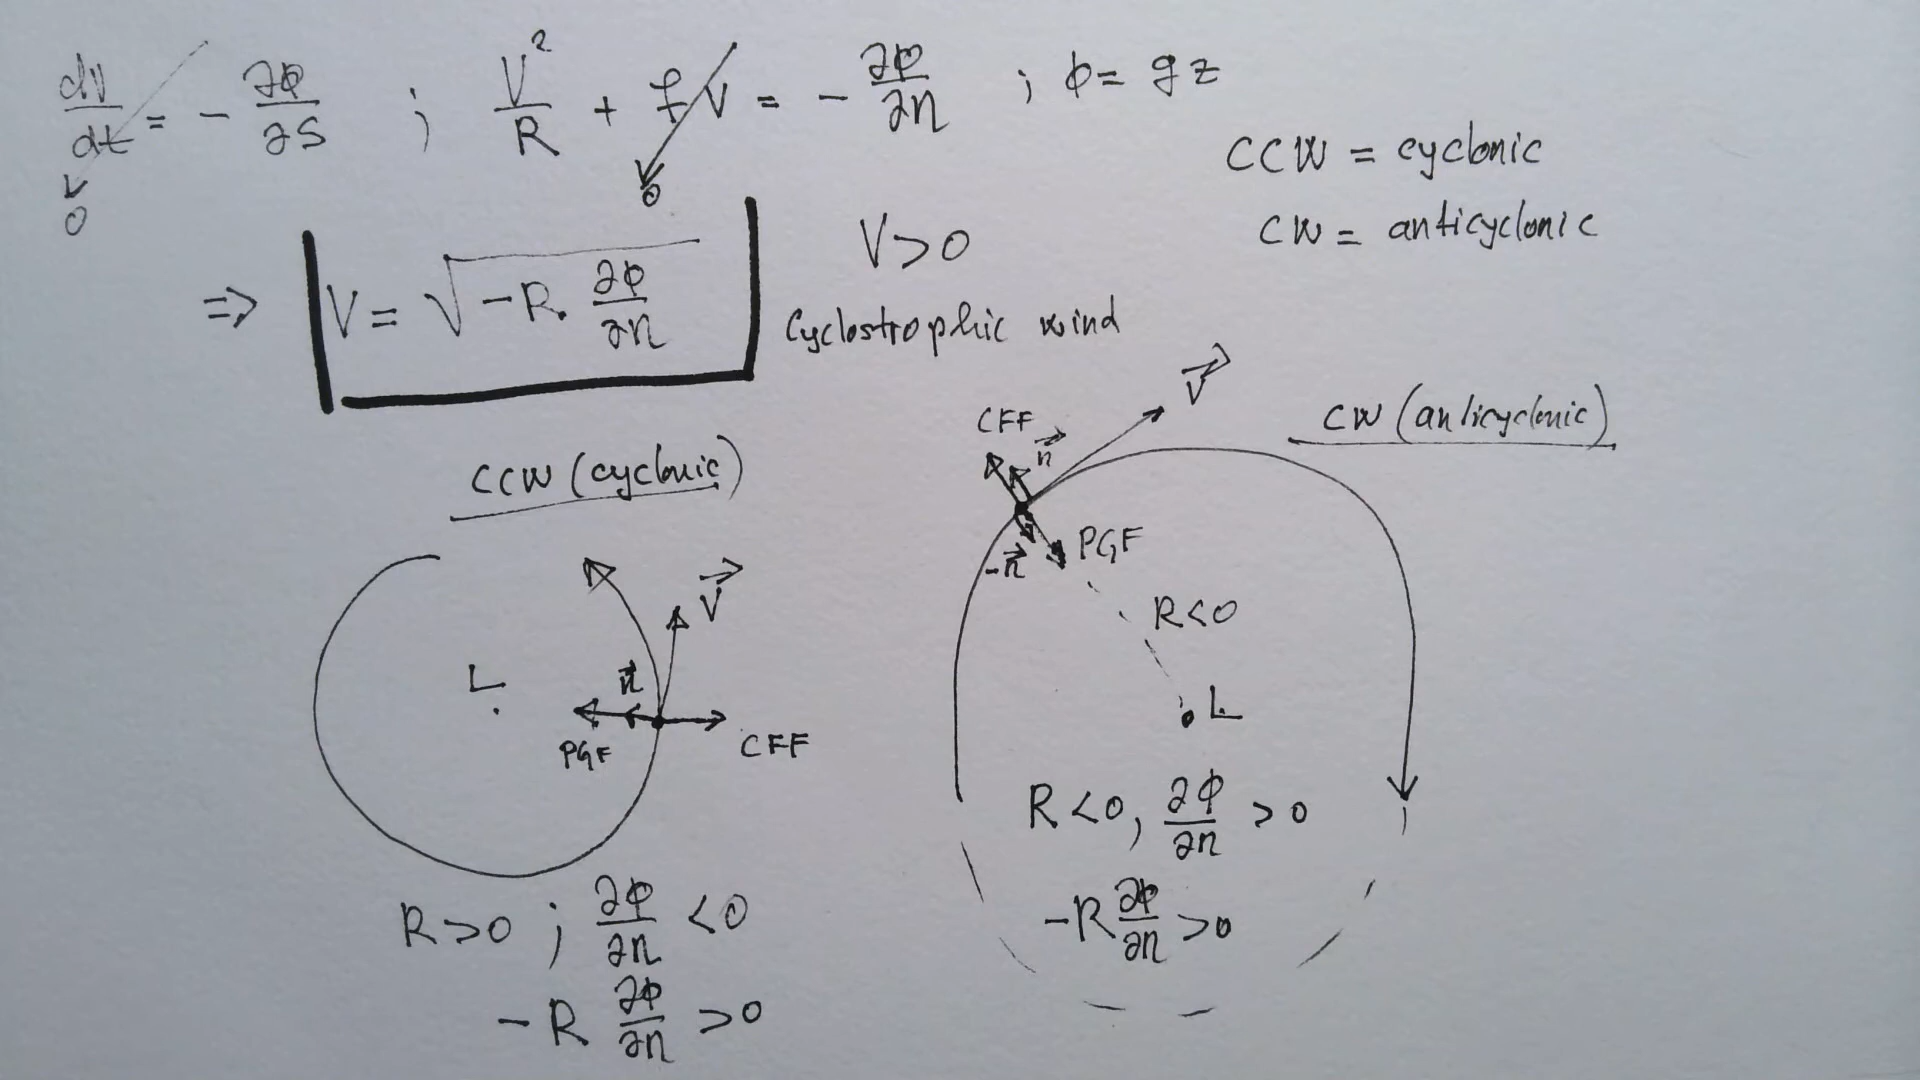 dV/dt = - ∂Φ/∂S ; V²/R + fV = - ∂Φ/∂n ; ϕ = gz
0
0
CCW = cyclonic
CW = anticyclonic
⇒ V = √(-R. ∂ϕ/∂n)
V>0
Cyclostrophic wind
CCW (cyclonic)
V⃗
n⃗
L
PGF
CFF
R>0 ; ∂Φ/∂n <0
-R ∂Φ/∂n >0
CW (anticyclonic)
V⃗
CFF
n⃗
-n⃗
PGF
R<0
L
R<0, ∂Φ/∂n >0
-R ∂Φ/∂n >0